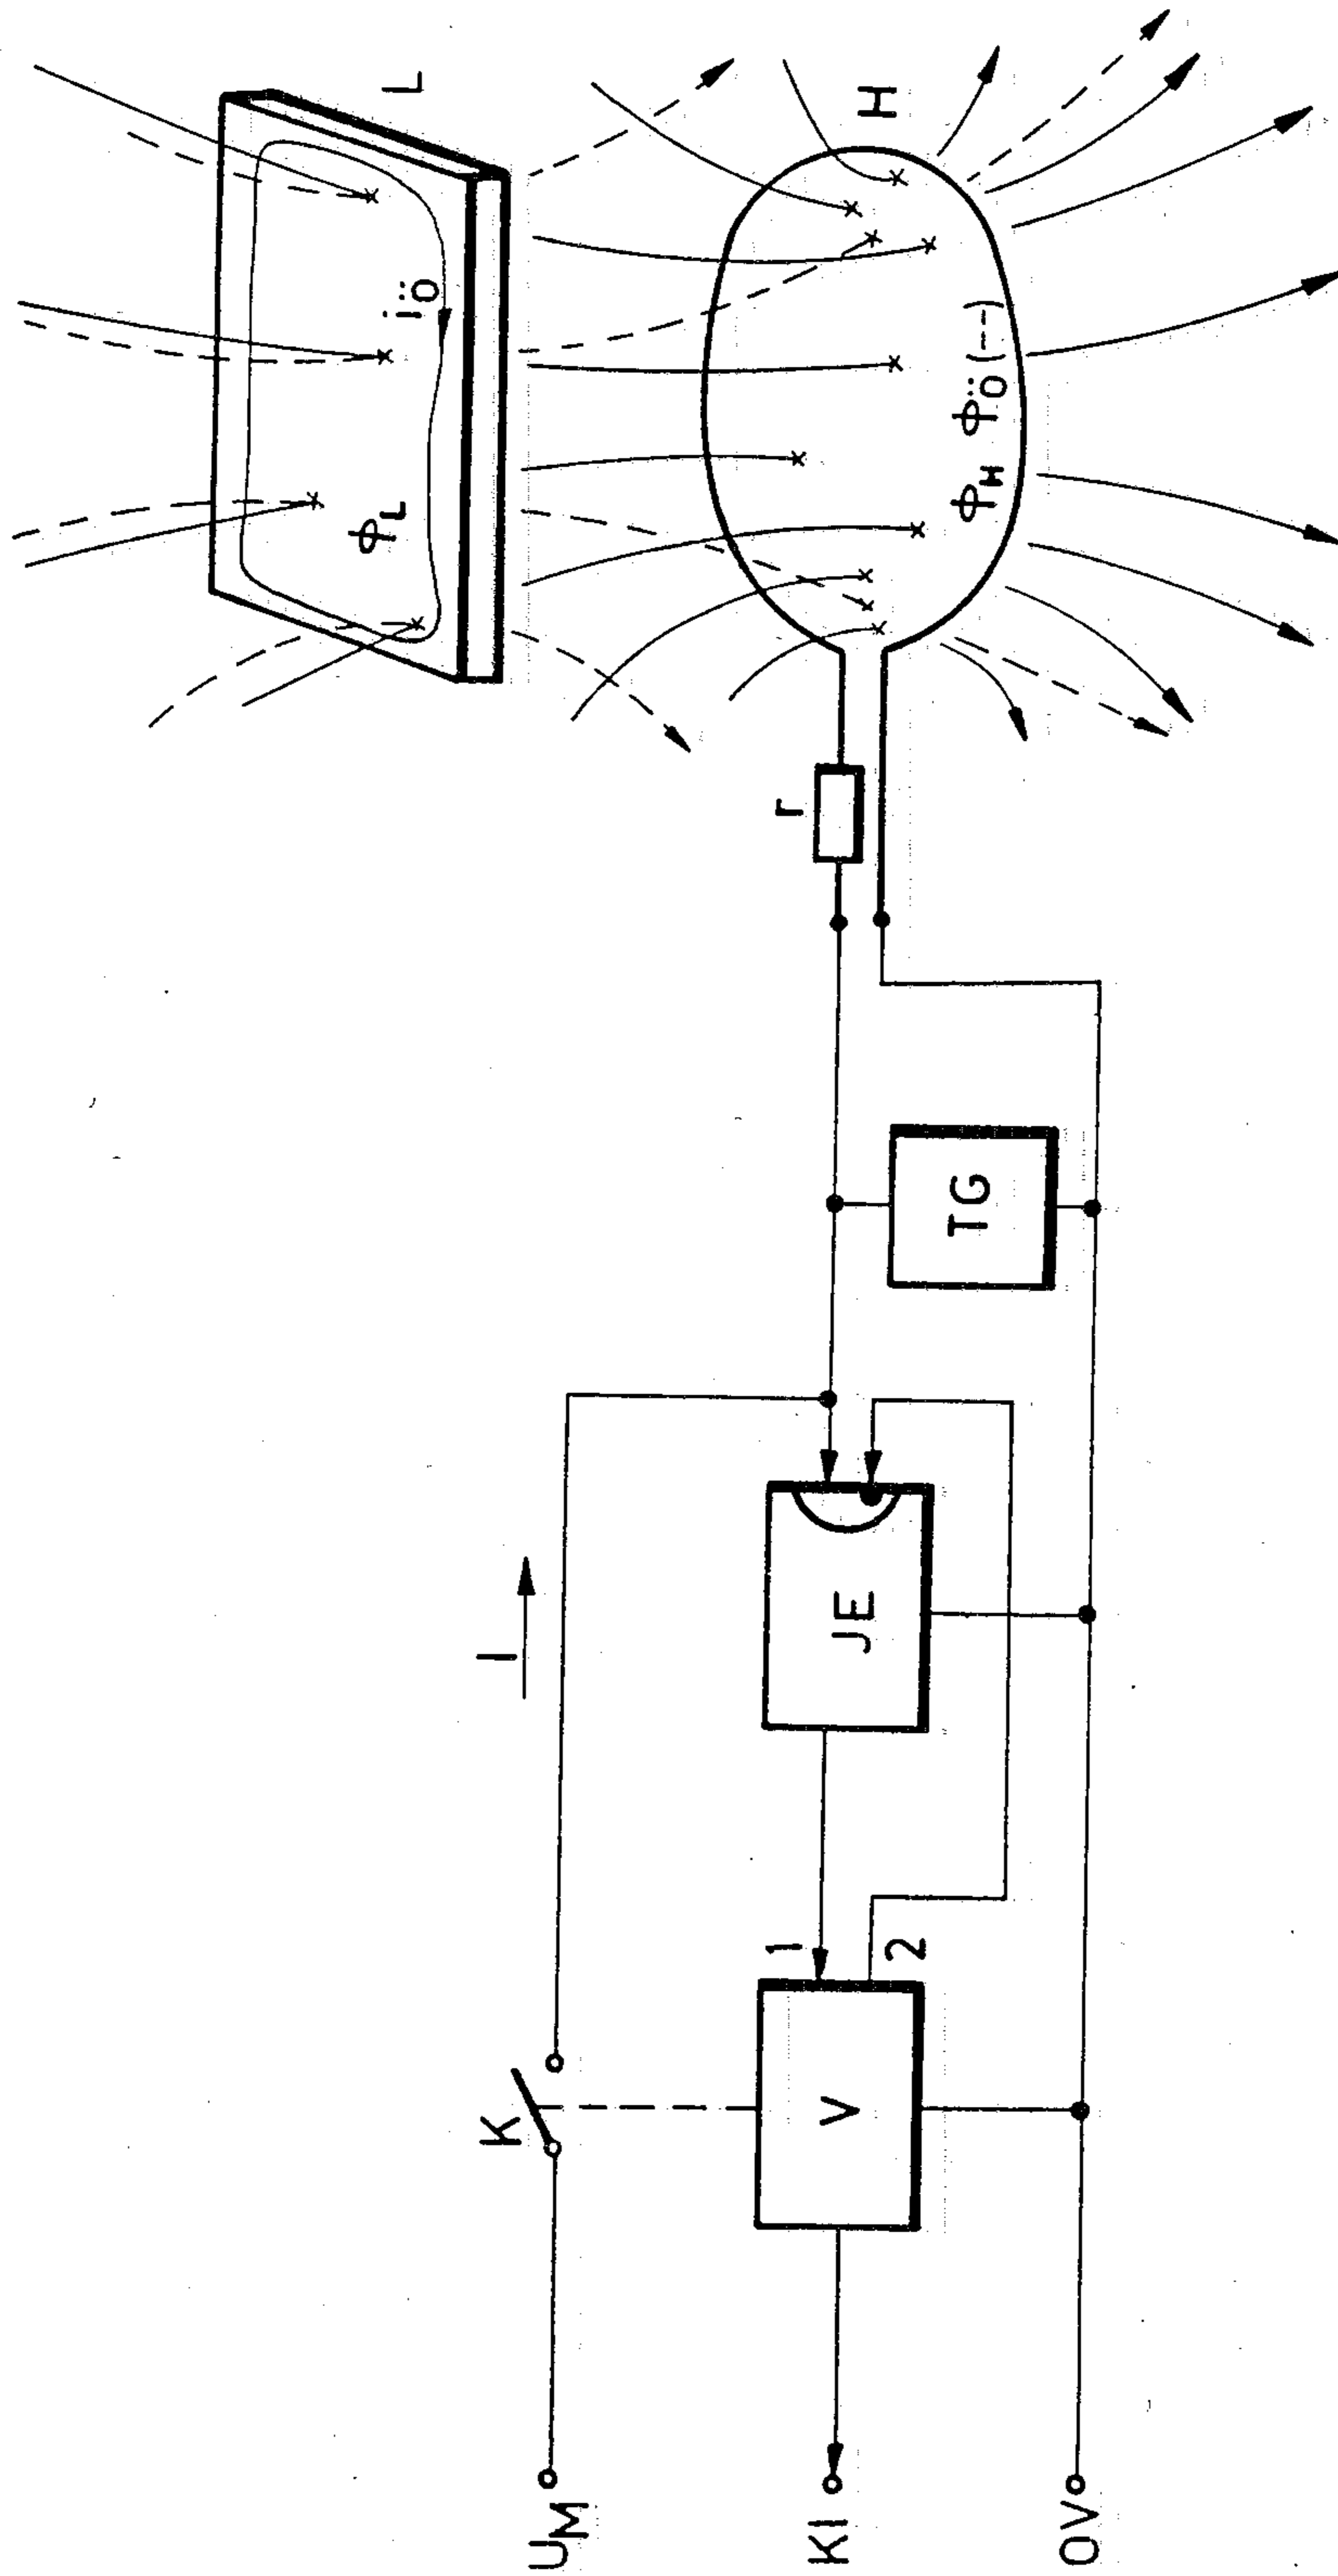 L
iö
ϕL
H
ϕH ϕÖ (---)
r
TG
I
JE
1
2
K
V
UM
KI
0V